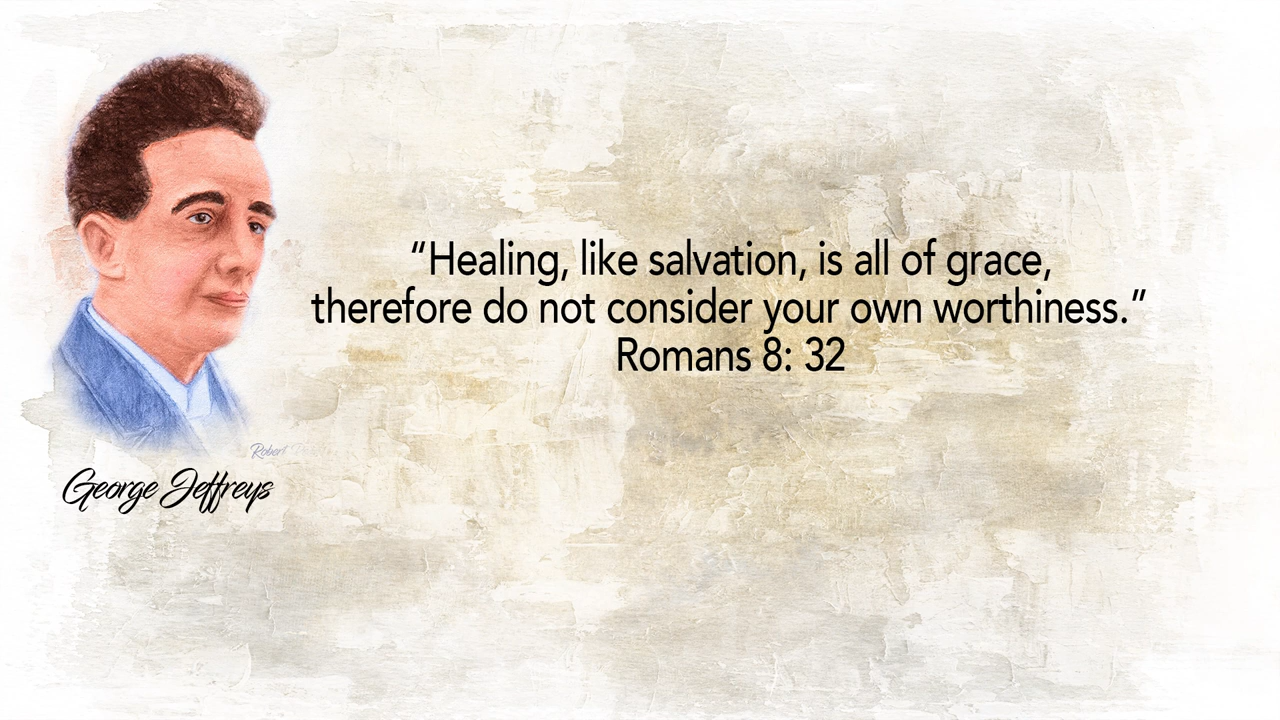 “Healing, like salvation, is all of grace,
therefore do not consider your own worthiness.”
Romans 8: 32
Robert
George Jeffreys